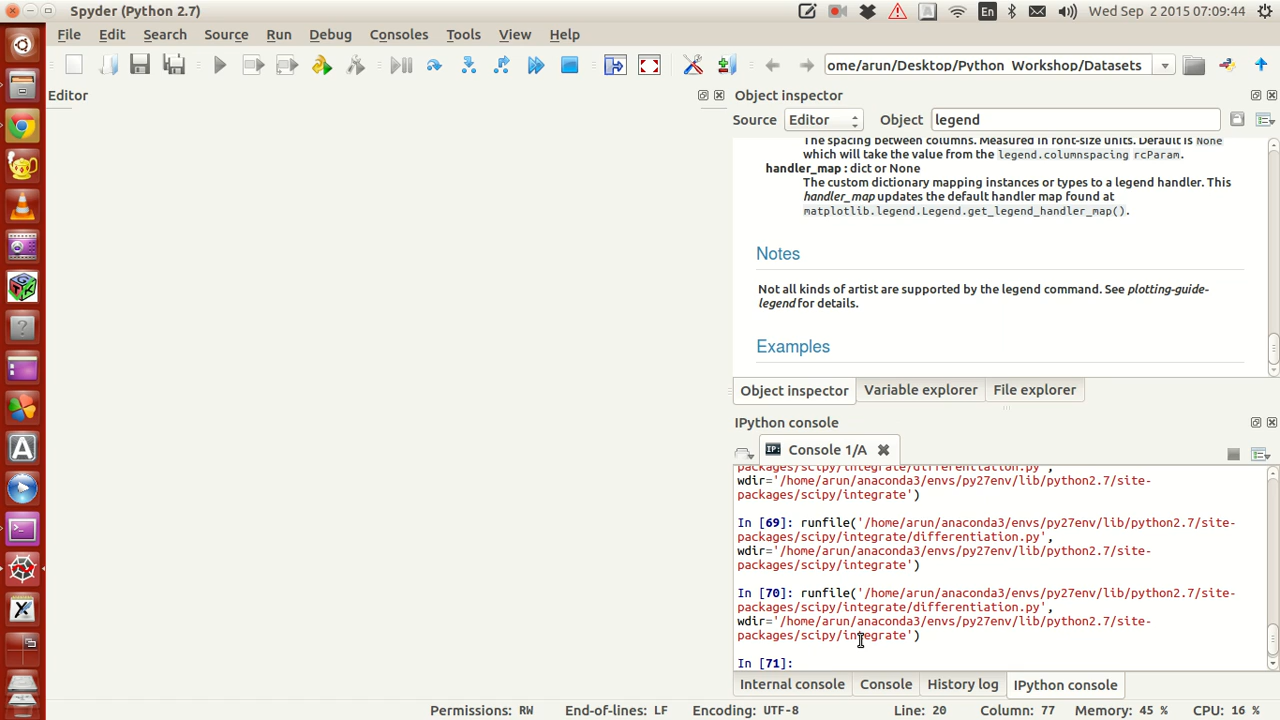 Spyder (Python 2.7)
En
Wed Sep 2 2015 07:09:44
File Edit Search Source Run Debug Consoles Tools View Help
ome/arun/Desktop/Python Workshop/Datasets
Editor
Object inspector
Source Editor Object legend
The spacing between columns. Measured in font-size units. Default is None
which will take the value from the legend.columnspacing rcParam.
handler_map : dict or None
The custom dictionary mapping instances or types to a legend handler. This
handler_map updates the default handler map found at
matplotlib.legend.Legend.get_legend_handler_map().
Notes
Not all kinds of artist are supported by the legend command. See plotting-guide-
legend for details.
Examples
Object inspector Variable explorer File explorer
IPython console
IP: Console 1/A
packages/scipy/integrate/differentiation.py',
wdir='/home/arun/anaconda3/envs/py27env/lib/python2.7/site-
packages/scipy/integrate')
In [69]: runfile('/home/arun/anaconda3/envs/py27env/lib/python2.7/site-
packages/scipy/integrate/differentiation.py',
wdir='/home/arun/anaconda3/envs/py27env/lib/python2.7/site-
packages/scipy/integrate')
In [70]: runfile('/home/arun/anaconda3/envs/py27env/lib/python2.7/site-
packages/scipy/integrate/differentiation.py',
wdir='/home/arun/anaconda3/envs/py27env/lib/python2.7/site-
packages/scipy/integrate')
In [71]:
Internal console Console History log IPython console
Permissions: RW End-of-lines: LF Encoding: UTF-8 Line: 20 Column: 77 Memory: 45 % CPU: 16 %